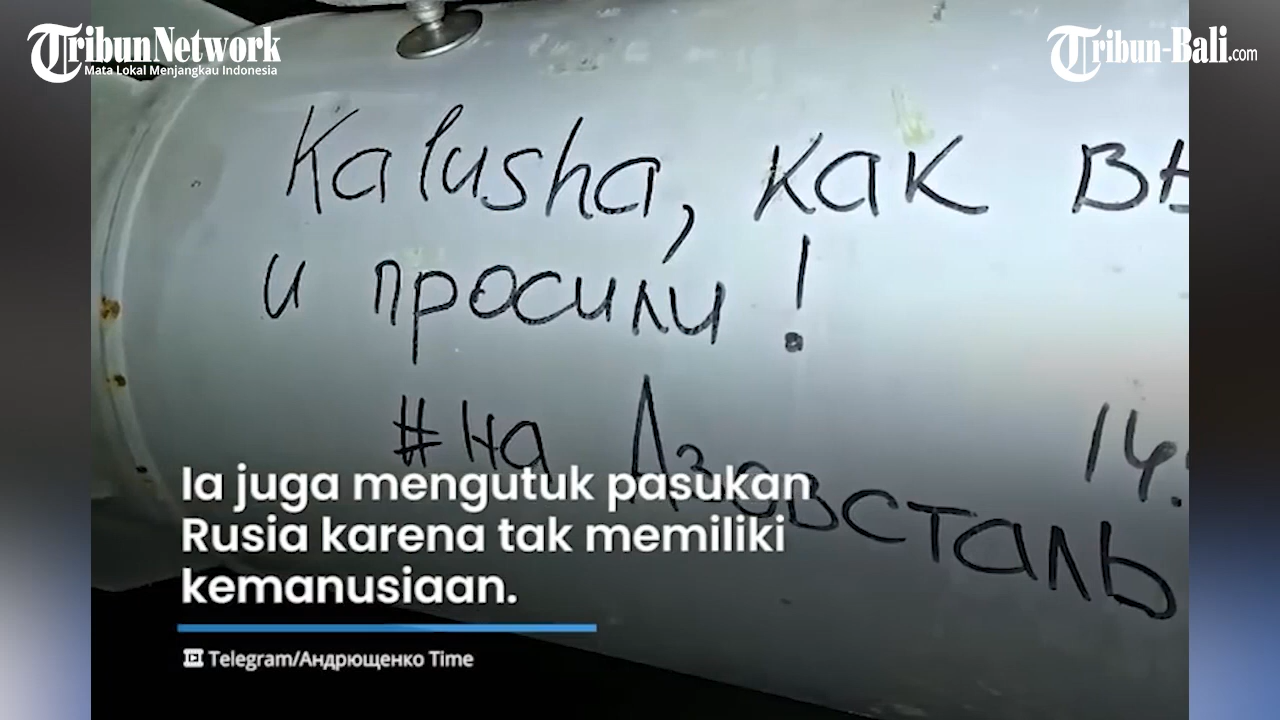 TribunNetwork
Mata Lokal Menjangkau Indonesia
Tribun-Bali.com
Kalusha, как вы
и просили!
#на Азовсталь
14
Ia juga mengutuk pasukan
Rusia karena tak memiliki
kemanusiaan.
Telegram/Андрющенко Time